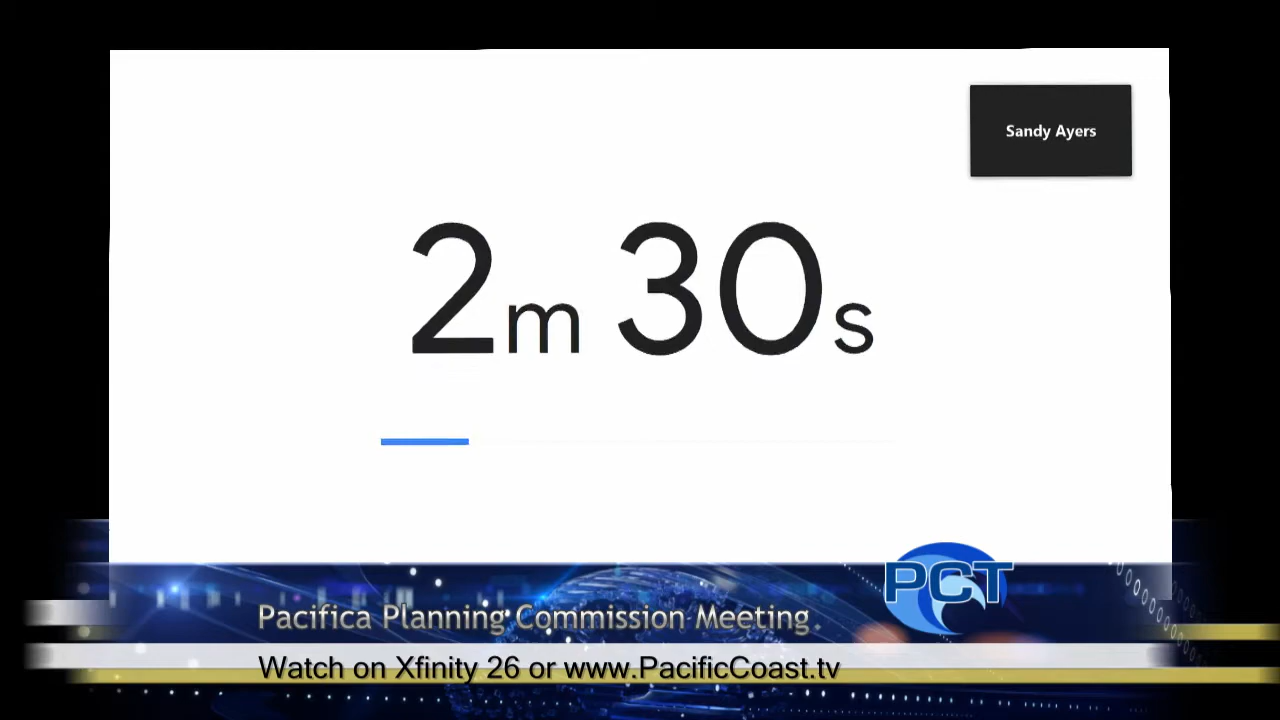 Sandy Ayers
2m 30s
PCT
Pacifica Planning Commission Meeting.
Watch on Xfinity 26 or www.PacificCoast.tv